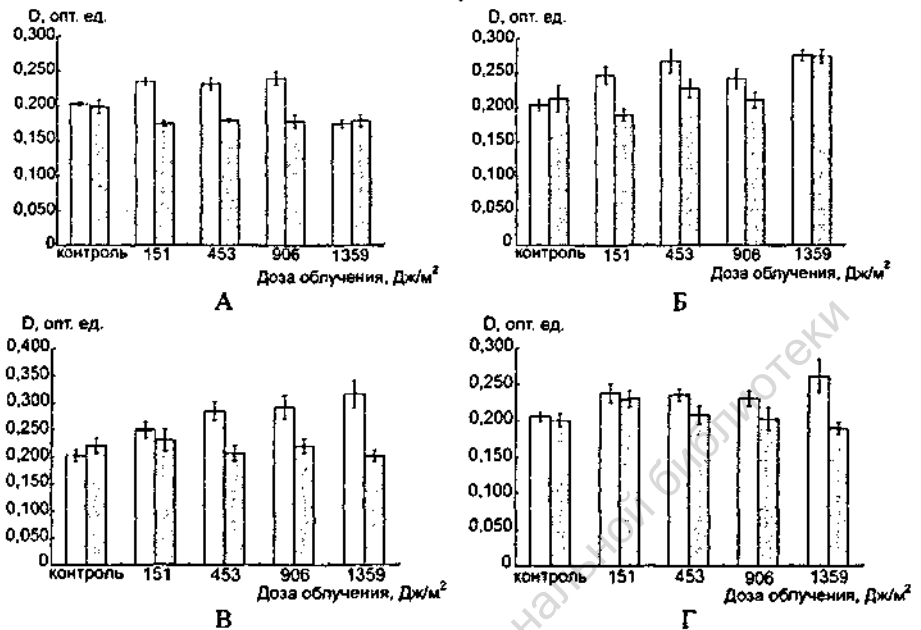 D, опт. ед.
0,300
0,250
0,200
0,150
0,100
0,050
0
контроль 151 453 906 1359
Доза облучения, Дж/м²
А
D, опт. ед.
0,300
0,250
0,200
0,150
0,100
0,050
0
контроль 151 453 906 1359
Доза облучения, Дж/м²
Б
D, опт. ед.
0,400
0,350
0,300
0,250
0,200
0,150
0,100
0,050
0
контроль 151 453 906 1359
Доза облучения, Дж/м²
В
D, опт. ед.
0,300
0,250
0,200
0,150
0,100
0,050
0
контроль 151 453 906 1359
Доза облучения, Дж/м²
Г
нальной библиотеки